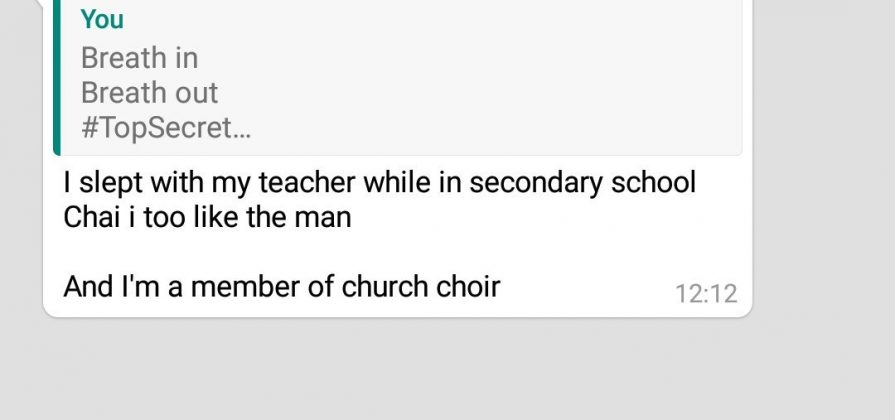 You
Breath in
Breath out
#TopSecret...
I slept with my teacher while in secondary school
Chai i too like the man
And I'm a member of church choir
12:12